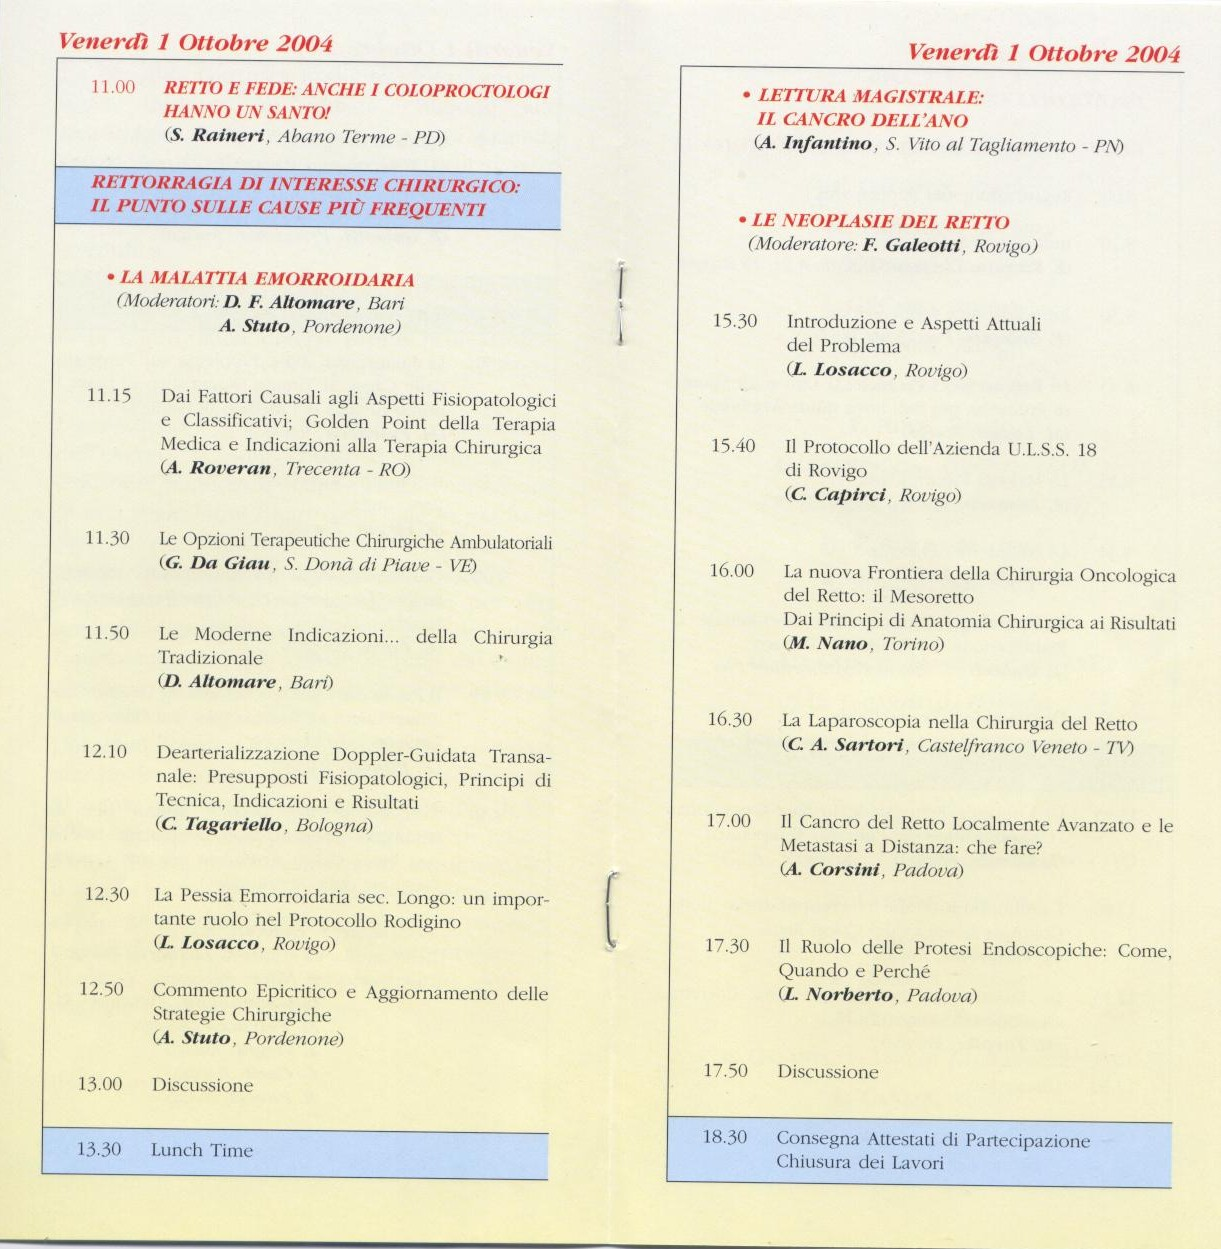 Venerdì 1 Ottobre 2004
11.00 RETTO E FEDE: ANCHE I COLOPROCTOLOGI
HANNO UN SANTO!
(S. Raineri, Abano Terme - PD)
RETTORRAGIA DI INTERESSE CHIRURGICO:
IL PUNTO SULLE CAUSE PIÙ FREQUENTI
• LA MALATTIA EMORROIDARIA
(Moderatori: D. F. Altomare, Bari
A. Stuto, Pordenone)
11.15 Dai Fattori Causali agli Aspetti Fisiopatologici
e Classificativi; Golden Point della Terapia
Medica e Indicazioni alla Terapia Chirurgica
(A. Roveran, Trecenta - RO)
11.30 Le Opzioni Terapeutiche Chirurgiche Ambulatoriali
(G. Da Giau, S. Donà di Piave - VE)
11.50 Le Moderne Indicazioni... della Chirurgia
Tradizionale
(D. Altomare, Bari)
12.10 Dearterializzazione Doppler-Guidata Transa-
nale: Presupposti Fisiopatologici, Principi di
Tecnica, Indicazioni e Risultati
(C. Tagariello, Bologna)
12.30 La Pessia Emorroidaria sec. Longo: un impor-
tante ruolo nel Protocollo Rodigino
(L. Losacco, Rovigo)
12.50 Commento Epicritico e Aggiornamento delle
Strategie Chirurgiche
(A. Stuto, Pordenone)
13.00 Discussione
13.30 Lunch Time
Venerdì 1 Ottobre 2004
• LETTURA MAGISTRALE:
IL CANCRO DELL'ANO
(A. Infantino, S. Vito al Tagliamento - PN)
• LE NEOPLASIE DEL RETTO
(Moderatore: F. Galeotti, Rovigo)
15.30 Introduzione e Aspetti Attuali
del Problema
(L. Losacco, Rovigo)
15.40 Il Protocollo dell'Azienda U.L.S.S. 18
di Rovigo
(C. Capirci, Rovigo)
16.00 La nuova Frontiera della Chirurgia Oncologica
del Retto: il Mesoretto
Dai Principi di Anatomia Chirurgica ai Risultati
(M. Nano, Torino)
16.30 La Laparoscopia nella Chirurgia del Retto
(C. A. Sartori, Castelfranco Veneto - TV)
17.00 Il Cancro del Retto Localmente Avanzato e le
Metastasi a Distanza: che fare?
(A. Corsini, Padova)
17.30 Il Ruolo delle Protesi Endoscopiche: Come,
Quando e Perché
(L. Norberto, Padova)
17.50 Discussione
18.30 Consegna Attestati di Partecipazione
Chiusura dei Lavori